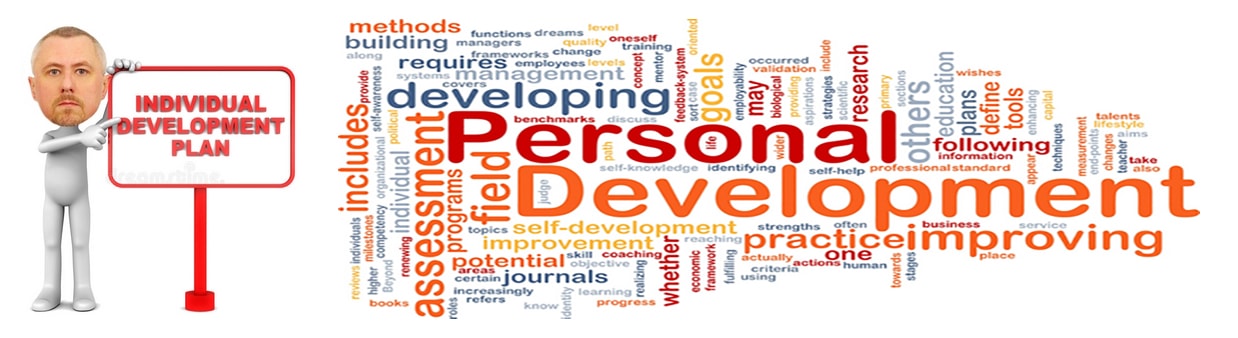 INDIVIDUAL
DEVELOPMENT
PLAN
dreamstime
methods
functions
dreams
level
building
managers
quality
oneself
along
frameworks
change
training
requires
employees
levels
concept
mentor
oriented
systems
management
covers
developing
feedback-system
sort
case
goals
employability
occurred
validation
include
may
biological
providing
aspirations
strategies
scientific
research
primary
sections
others
education
wishes
plans
define
tools
enhancing
capital
provide
self-awareness
political
includes
organizational
individual
benchmarks
discuss
Personal
path
life
wider
following
information
appear
techniques
measurement
end-points
talents
lifestyle
aims
changes
teacher
take
also
assessment
programs
field
judge
self-knowledge
identifying
self-help
professional
standard
Development
individuals
milestones
competency
reviews
higher
Beyond
renewing
topics
self-development
strengths
often
business
service
improvement
reaching
practice
improving
potential
skill
coaching
whether
economic
framework
fulfilling
actually
one
place
areas
objective
criteria
actions
human
towards
stages
certain
journals
realizing
using
books
roles
increasingly
learning
refers
know
identity
progress